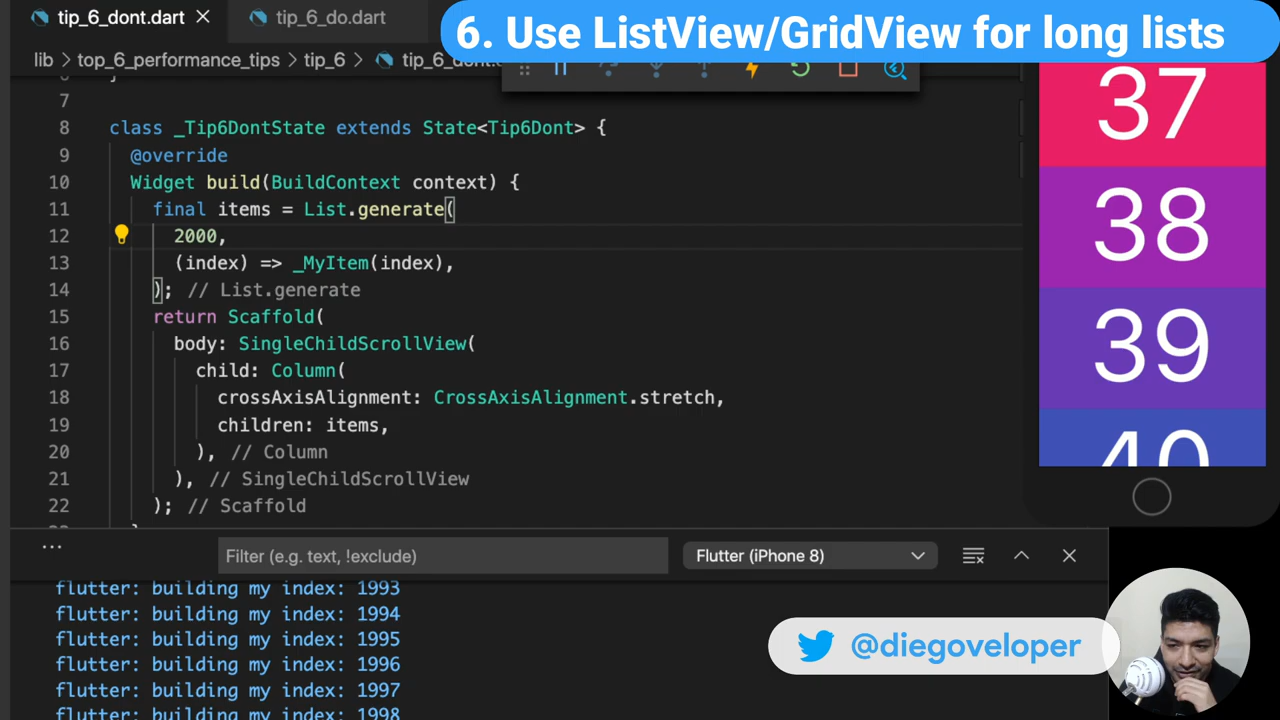 tip_6_dont.dart
tip_6_do.dart
6. Use ListView/GridView for long lists
lib > top_performance_tips > tip_6 >
7
8 class _Tip6DontState extends State<Tip6Dont> {
9 @override
10 Widget build(BuildContext context) {
11 final items = List.generate(
12 2000,
13 (index) => _MyItem(index),
14 ); // List.generate
15 return Scaffold(
16 body: SingleChildScrollView(
17 child: Column(
18 crossAxisAlignment: CrossAxisAlignment.stretch,
19 children: items,
20 ), // Column
21 ), // SingleChildScrollView
22 ); // Scaffold
37
38
39
40
... Filter (e.g. text, !exclude) Flutter (iPhone 8)
flutter: building my index: 1993
flutter: building my index: 1994
flutter: building my index: 1995
flutter: building my index: 1996
flutter: building my index: 1997
flutter: building my index: 1998
@diegoveloper